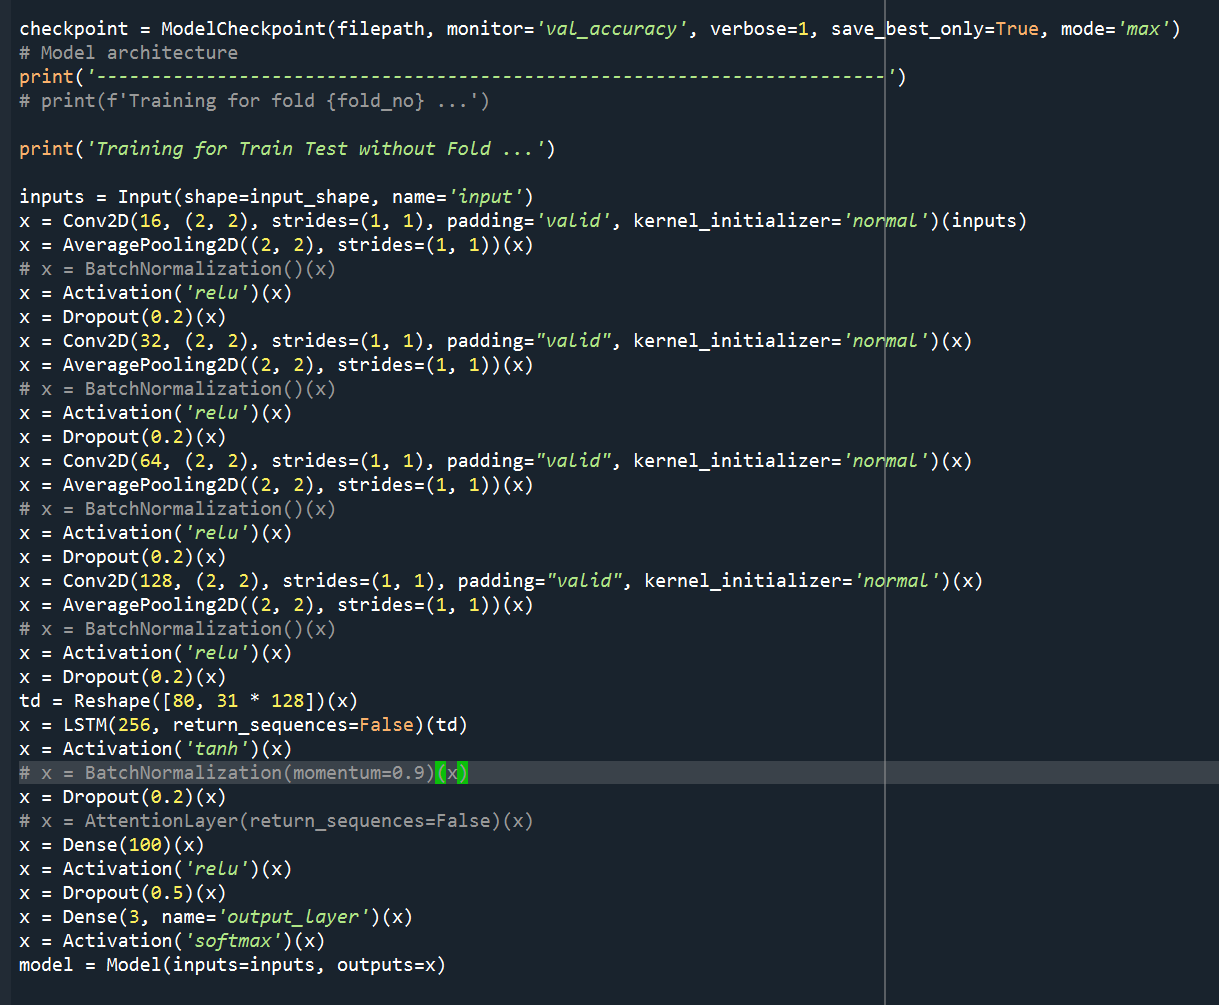 checkpoint = ModelCheckpoint(filepath, monitor='val_accuracy', verbose=1, save_best_only=True, mode='max')
# Model architecture
print('------------------------------------------------------------------------')
# print(f'Training for fold {fold_no} ...')
print('Training for Train Test without Fold ...')
inputs = Input(shape=input_shape, name='input')
x = Conv2D(16, (2, 2), strides=(1, 1), padding='valid', kernel_initializer='normal')(inputs)
x = AveragePooling2D((2, 2), strides=(1, 1))(x)
# x = BatchNormalization()(x)
x = Activation('relu')(x)
x = Dropout(0.2)(x)
x = Conv2D(32, (2, 2), strides=(1, 1), padding="valid", kernel_initializer='normal')(x)
x = AveragePooling2D((2, 2), strides=(1, 1))(x)
# x = BatchNormalization()(x)
x = Activation('relu')(x)
x = Dropout(0.2)(x)
x = Conv2D(64, (2, 2), strides=(1, 1), padding="valid", kernel_initializer='normal')(x)
x = AveragePooling2D((2, 2), strides=(1, 1))(x)
# x = BatchNormalization()(x)
x = Activation('relu')(x)
x = Dropout(0.2)(x)
x = Conv2D(128, (2, 2), strides=(1, 1), padding="valid", kernel_initializer='normal')(x)
x = AveragePooling2D((2, 2), strides=(1, 1))(x)
# x = BatchNormalization()(x)
x = Activation('relu')(x)
x = Dropout(0.2)(x)
td = Reshape([80, 31 * 128])(x)
x = LSTM(256, return_sequences=False)(td)
x = Activation('tanh')(x)
# x = BatchNormalization(momentum=0.9)(x)
x = Dropout(0.2)(x)
# x = AttentionLayer(return_sequences=False)(x)
x = Dense(100)(x)
x = Activation('relu')(x)
x = Dropout(0.5)(x)
x = Dense(3, name='output_layer')(x)
x = Activation('softmax')(x)
model = Model(inputs=inputs, outputs=x)